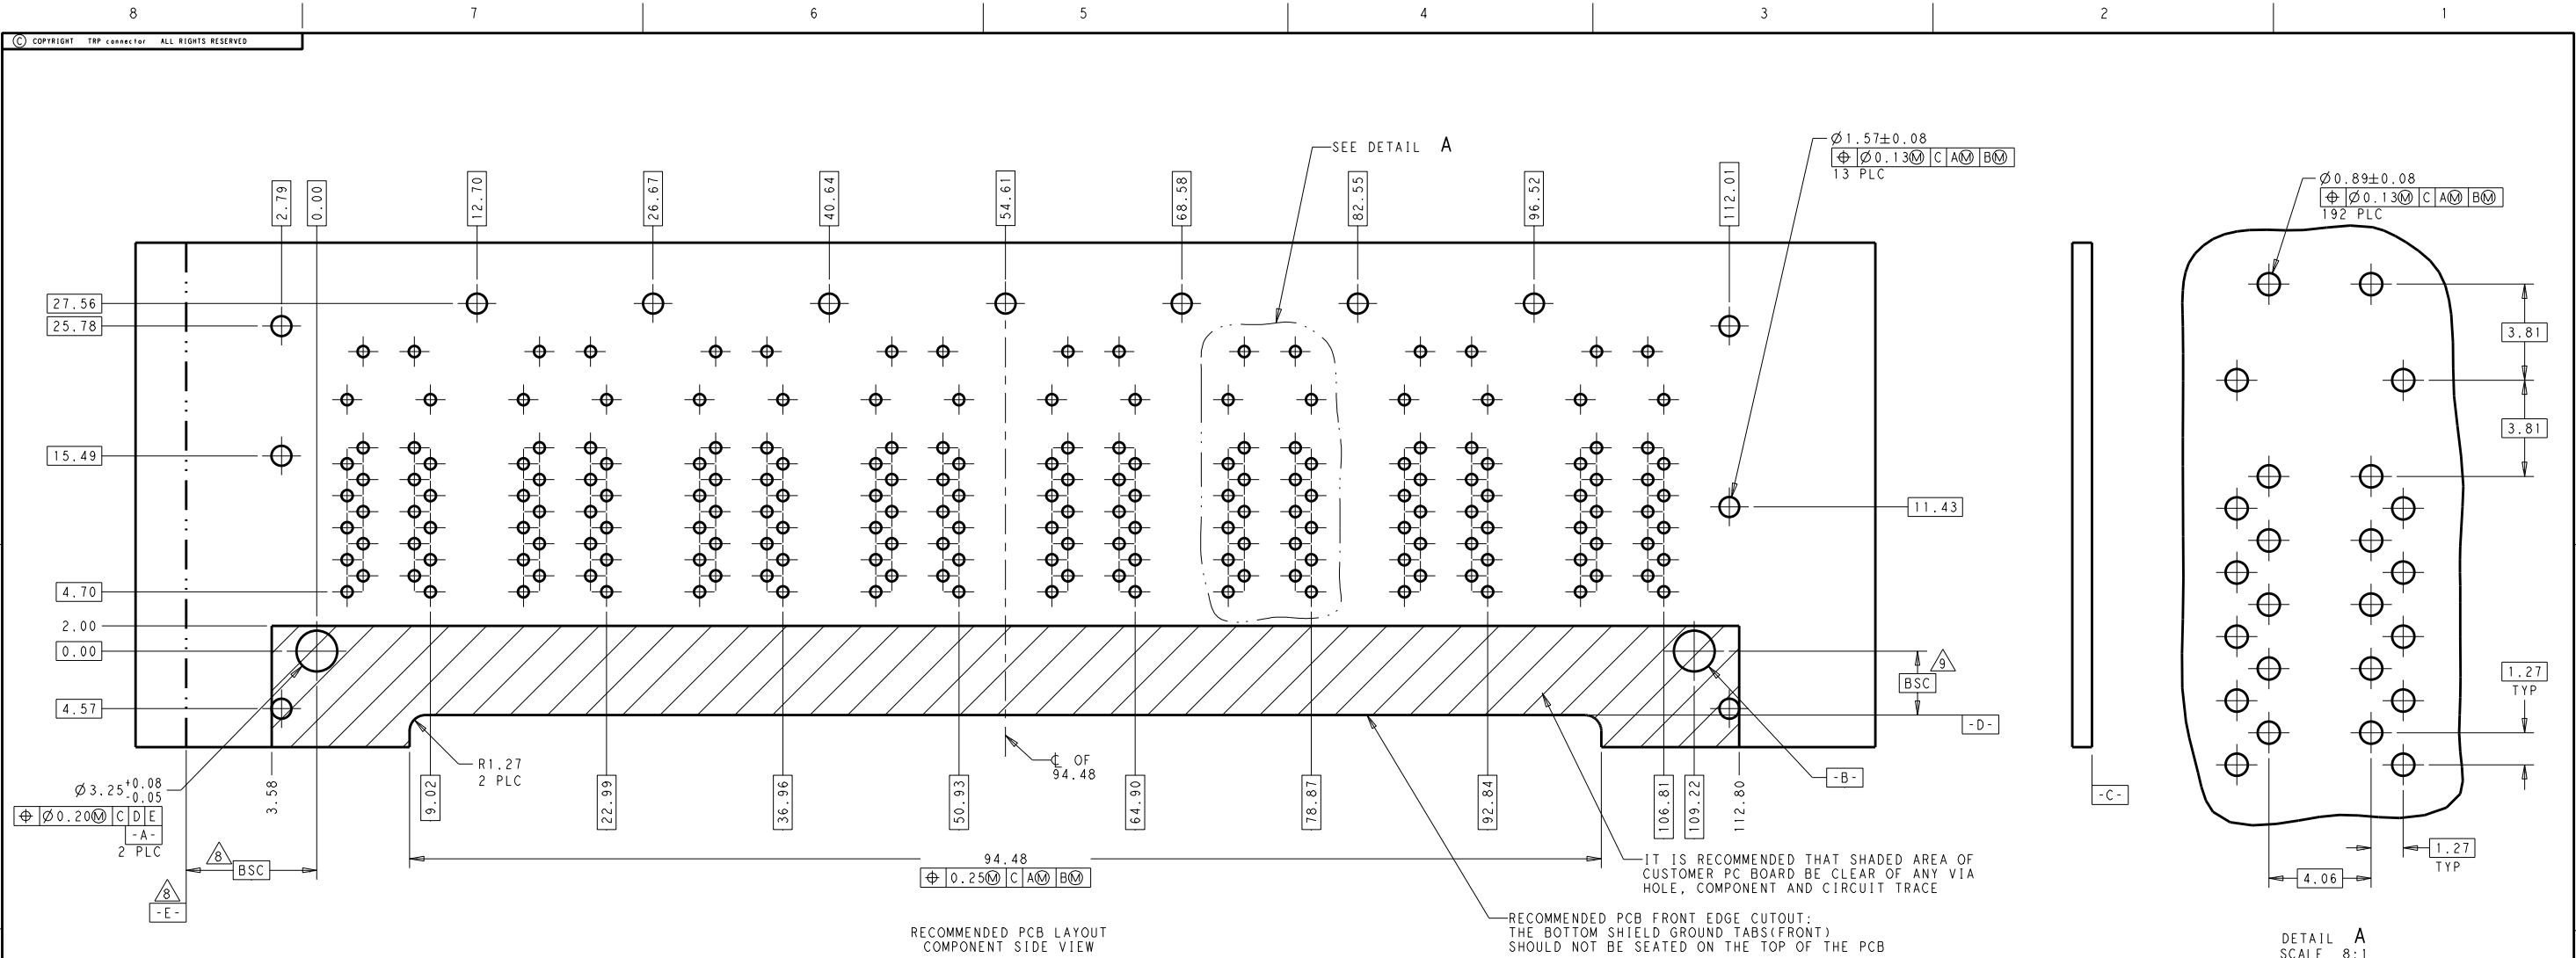 8 7 6 5 4 3 2 1
© COPYRIGHT TRP connector ALL RIGHTS RESERVED
SEE DETAIL A
Ø1.57±0.08
⌖ Ø0.13Ⓜ C AⓂ BⓂ
13 PLC
Ø0.89±0.08
⌖ Ø0.13Ⓜ C AⓂ BⓂ
192 PLC
2.79 0.00 12.70 26.67 40.64 54.61 68.58 82.55 96.52 112.01
27.56
25.78
15.49
4.70
2.00
0.00
4.57
11.43
9
BSC
-D-
3.81
3.81
1.27
TYP
1.27
TYP
4.06
R1.27
2 PLC
℄ OF
94.48
-B-
-C-
Ø3.25 +0.08 -0.05
⌖ Ø0.20Ⓜ C D E
-A-
2 PLC
3.58 9.02 22.99 36.96 50.93 64.90 78.87 92.84 106.81 109.22 112.80
8
BSC
8
-E-
94.48
⌖ 0.25Ⓜ C AⓂ BⓂ
IT IS RECOMMENDED THAT SHADED AREA OF
CUSTOMER PC BOARD BE CLEAR OF ANY VIA
HOLE, COMPONENT AND CIRCUIT TRACE
RECOMMENDED PCB FRONT EDGE CUTOUT:
THE BOTTOM SHIELD GROUND TABS(FRONT)
SHOULD NOT BE SEATED ON THE TOP OF THE PCB
RECOMMENDED PCB LAYOUT
COMPONENT SIDE VIEW
DETAIL A
SCALE 8:1